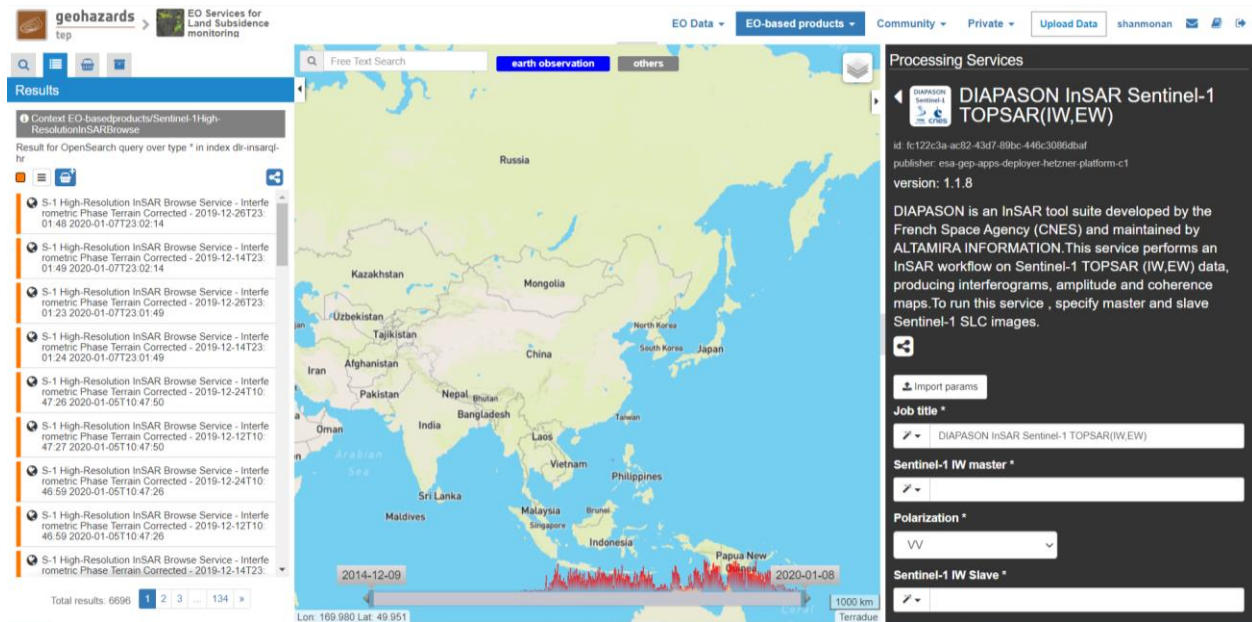 geohazards
tep
EO Services for
Land Subsidence
monitoring
EO Data
EO-based products
Community
Private
Upload Data
shanmonan
Results
Context EO-basedproducts/Sentinel-1High-
ResolutionInSARBrowse
Result for OpenSearch query over type * in index dlr-insarql-
hr
S-1 High-Resolution InSAR Browse Service - Interfe
rometric Phase Terrain Corrected - 2019-12-26T23:
01:48 2020-01-07T23:02:14
S-1 High-Resolution InSAR Browse Service - Interfe
rometric Phase Terrain Corrected - 2019-12-14T23:
01:49 2020-01-07T23:02:14
S-1 High-Resolution InSAR Browse Service - Interfe
rometric Phase Terrain Corrected - 2019-12-26T23:
01:23 2020-01-07T23:01:49
S-1 High-Resolution InSAR Browse Service - Interfe
rometric Phase Terrain Corrected - 2019-12-14T23:
01:24 2020-01-07T23:01:49
S-1 High-Resolution InSAR Browse Service - Interfe
rometric Phase Terrain Corrected - 2019-12-24T10:
47:26 2020-01-05T10:47:50
S-1 High-Resolution InSAR Browse Service - Interfe
rometric Phase Terrain Corrected - 2019-12-12T10:
47:27 2020-01-05T10:47:50
S-1 High-Resolution InSAR Browse Service - Interfe
rometric Phase Terrain Corrected - 2019-12-24T10:
46:59 2020-01-05T10:47:26
S-1 High-Resolution InSAR Browse Service - Interfe
rometric Phase Terrain Corrected - 2019-12-12T10:
46:59 2020-01-05T10:47:26
S-1 High-Resolution InSAR Browse Service - Interfe
rometric Phase Terrain Corrected - 2019-12-14T23:
Total results: 6696
1 2 3 ... 134 »
Free Text Search
earth observation
others
Russia
Kazakhstan
Mongolia
Uzbekistan
Tajikistan
North Korea
South Korea
Japan
China
Iran
Afghanistan
Pakistan
Nepal
Bhutan
Bangladesh
Taiwan
Oman
India
Laos
Arabian
Sea
Vietnam
Philippines
Sri Lanka
Maldives
Malaysia
Brunei
Singapore
Indonesia
Papua New
Guinea
2014-12-09
2020-01-08
1000 km
Coral
Lon: 169.980 Lat: 49.951
Terradue
Processing Services
DIAPASON
Sentinel-1
cnes
DIAPASON InSAR Sentinel-1
TOPSAR(IW,EW)
id: fc122c3a-ac82-43d7-89bc-446c3086dbaf
publisher: esa-gep-apps-deployer-hetzner-platform-c1
version: 1.1.8
DIAPASON is an InSAR tool suite developed by the
French Space Agency (CNES) and maintained by
ALTAMIRA INFORMATION.This service performs an
InSAR workflow on Sentinel-1 TOPSAR (IW,EW) data,
producing interferograms, amplitude and coherence
maps.To run this service , specify master and slave
Sentinel-1 SLC images.
Import params
Job title *
DIAPASON InSAR Sentinel-1 TOPSAR(IW,EW)
Sentinel-1 IW master *
Polarization *
VV
Sentinel-1 IW Slave *